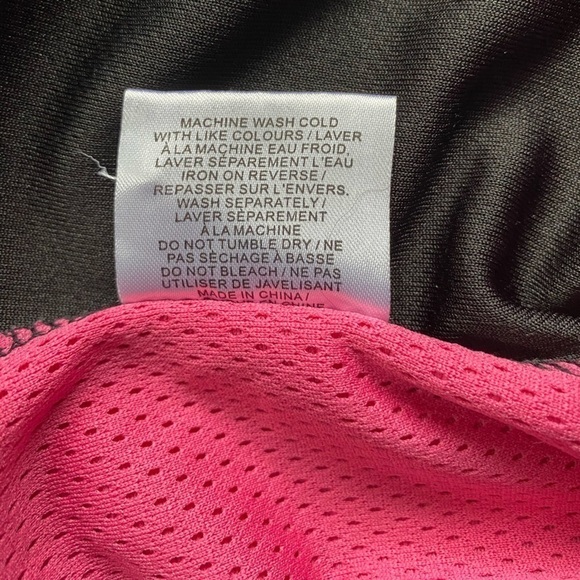 MACHINE WASH COLD
WITH LIKE COLOURS / LAVER
À LA MACHINE EAU FROID,
LAVER SÉPAREMENT L'EAU
IRON ON REVERSE /
REPASSER SUR L'ENVERS.
WASH SEPARATELY /
LAVER SÉPAREMENT
À LA MACHINE
DO NOT TUMBLE DRY / NE
PAS SÈCHAGE À BASSE
DO NOT BLEACH / NE PAS
UTILISER DE JAVELISANT
MADE IN CHINA /